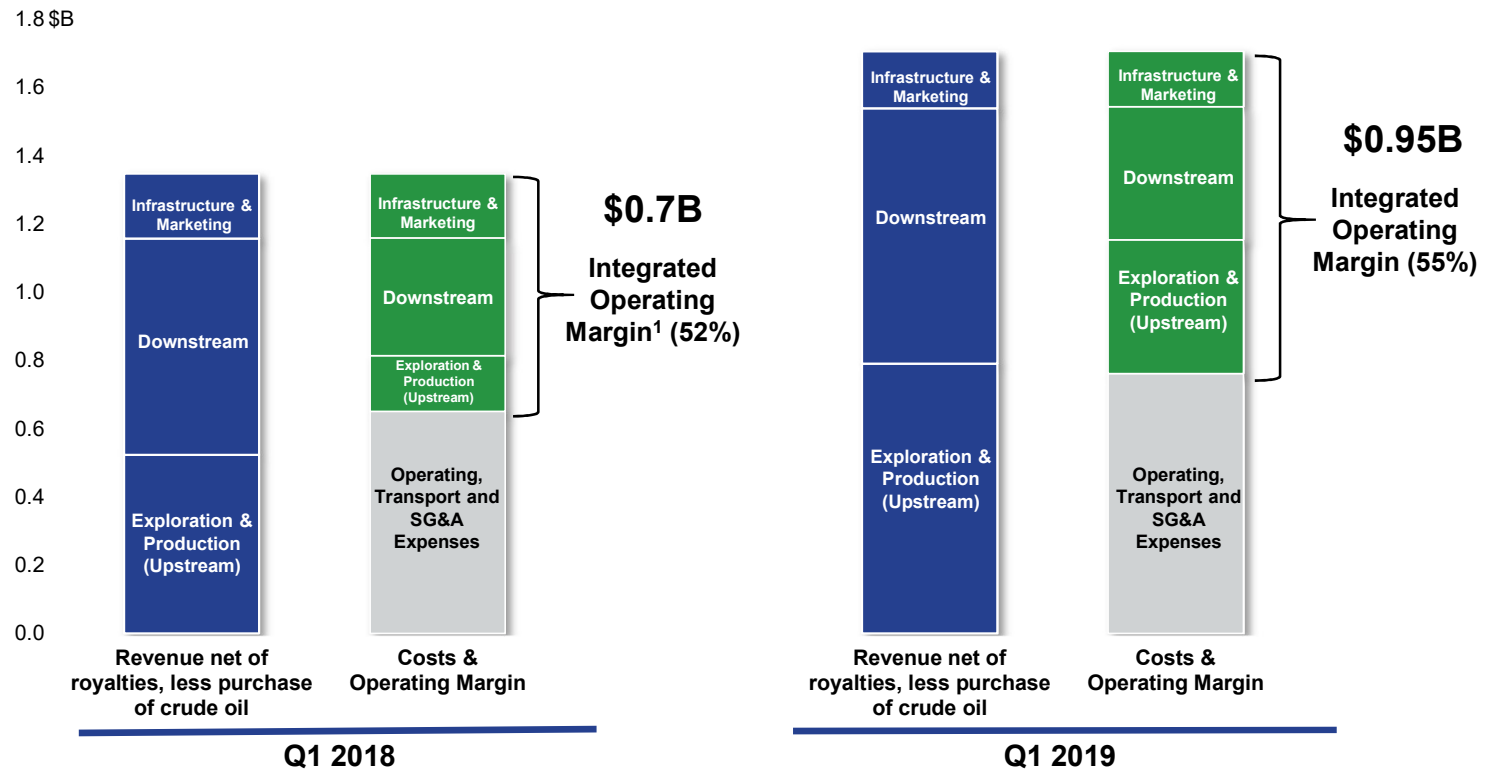 1.8 $B
1.6
1.4
1.2
1.0
0.8
0.6
0.4
0.2
0.0
Infrastructure &
Marketing
Downstream
Exploration &
Production
(Upstream)
Revenue net of
royalties, less purchase
of crude oil
Infrastructure &
Marketing
Downstream
Exploration &
Production
(Upstream)
Operating,
Transport and
SG&A
Expenses
Costs &
Operating Margin
$0.7B
Integrated
Operating
Margin¹ (52%)
Q1 2018
Infrastructure &
Marketing
Downstream
Exploration &
Production
(Upstream)
Revenue net of
royalties, less purchase
of crude oil
Infrastructure &
Marketing
Downstream
Exploration &
Production
(Upstream)
Operating,
Transport and
SG&A
Expenses
Costs &
Operating Margin
$0.95B
Integrated
Operating
Margin (55%)
Q1 2019